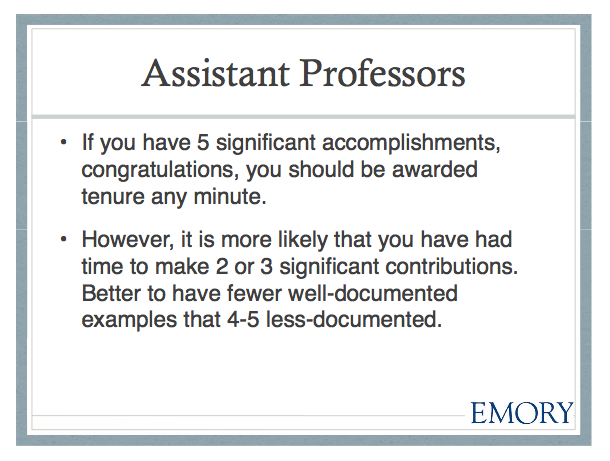 Assistant Professors
• If you have 5 significant accomplishments,
congratulations, you should be awarded
tenure any minute.
• However, it is more likely that you have had
time to make 2 or 3 significant contributions.
Better to have fewer well-documented
examples that 4-5 less-documented.
EMORY